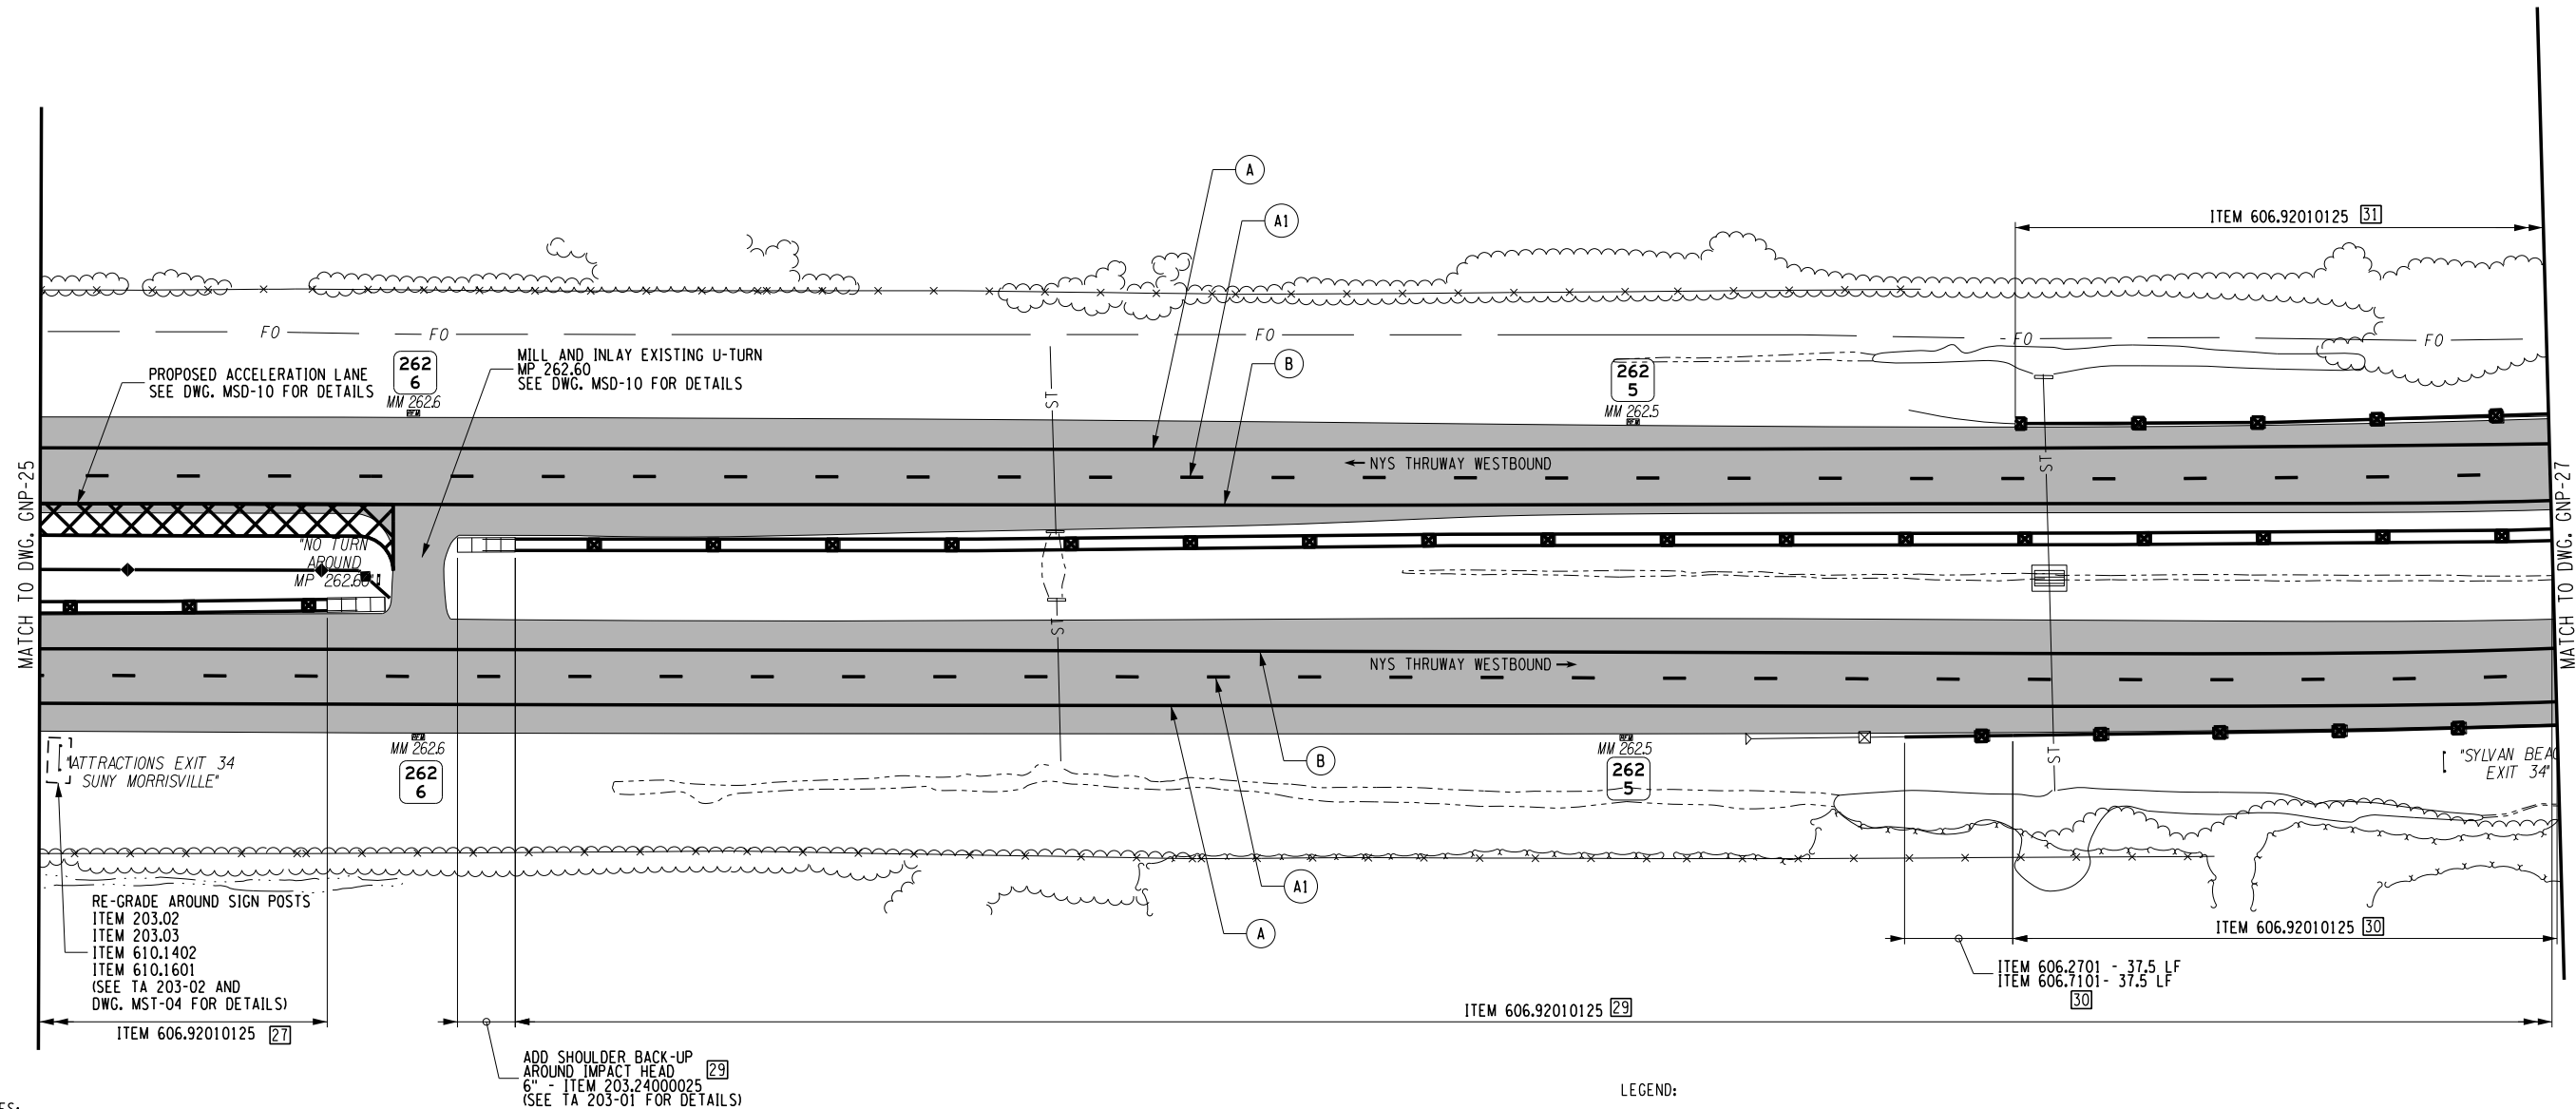 A
A1
ITEM 606.92010125 31
FO
FO
FO
FO
FO
B
PROPOSED ACCELERATION LANE
SEE DWG. MSD-10 FOR DETAILS
262
6
MM 262.6
MILL AND INLAY EXISTING U-TURN
MP 262.60
SEE DWG. MSD-10 FOR DETAILS
ST
262
5
MM 262.5
MATCH TO DWG. GNP-25
← NYS THRUWAY WESTBOUND
ST
MATCH TO DWG. GNP-27
"NO TURN
AROUND
MP 262.60"
ST
NYS THRUWAY WESTBOUND →
"ATTRACTIONS EXIT 34
SUNY MORRISVILLE"
MM 262.6
262
6
B
MM 262.5
262
5
ST
"SYLVAN BEAC
EXIT 34"
A1
A
RE-GRADE AROUND SIGN POSTS
ITEM 203.02
ITEM 203.03
ITEM 610.1402
ITEM 610.1601
(SEE TA 203-02 AND
DWG. MST-04 FOR DETAILS)
ITEM 606.92010125 30
ITEM 606.2701 - 37.5 LF
ITEM 606.7101- 37.5 LF
30
ITEM 606.92010125 29
ITEM 606.92010125 27
ADD SHOULDER BACK-UP
AROUND IMPACT HEAD 29
6" - ITEM 203.24000025
(SEE TA 203-01 FOR DETAILS)
LEGEND: